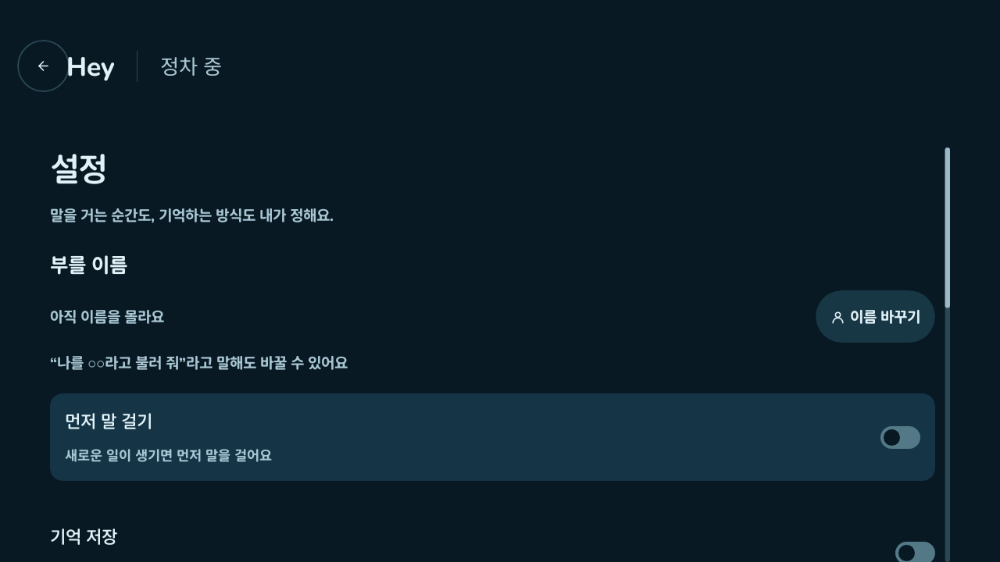 Hey
정차 중
설정
말을 거는 순간도, 기억하는 방식도 내가 정해요.
부를 이름
아직 이름을 몰라요
이름 바꾸기
“나를 ○○라고 불러 줘”라고 말해도 바꿀 수 있어요
먼저 말 걸기
새로운 일이 생기면 먼저 말을 걸어요
기억 저장